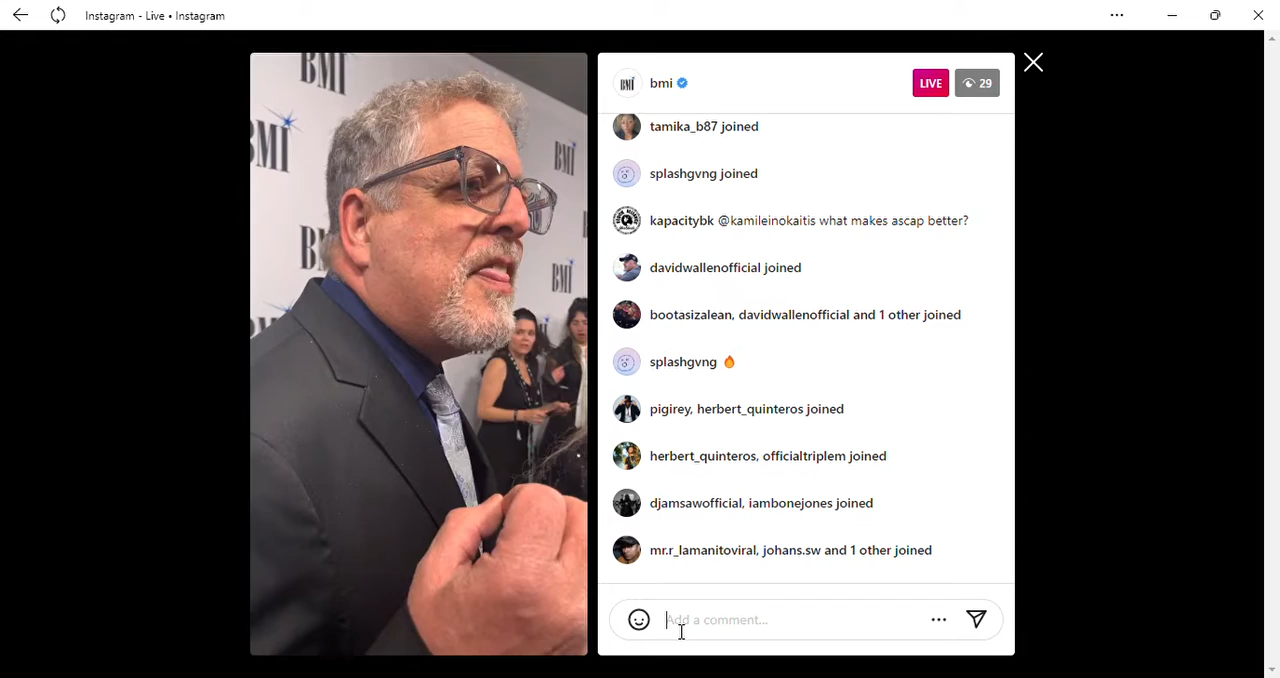 Instagram - Live • Instagram
BMI
BMI
BMI
BMI
BMI
BMI bmi LIVE 29
tamika_b87 joined
splashgvng joined
kapacitybk @kamileinokaitis what makes ascap better?
davidwallenofficial joined
bootasizalean, davidwallenofficial and 1 other joined
splashgvng 🔥
pigirey, herbert_quinteros joined
herbert_quinteros, officialtriplem joined
djamsawofficial, iambonejones joined
mr.r_lamanitoviral, johans.sw and 1 other joined
Add a comment...